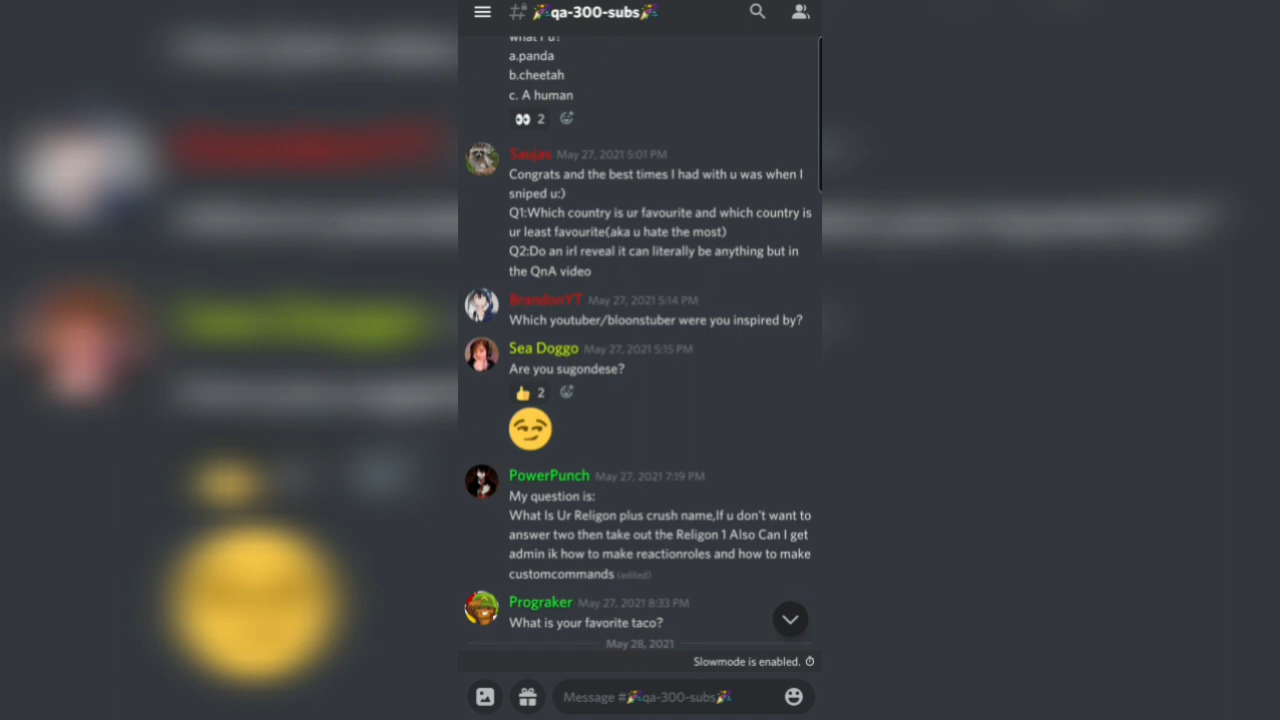 🎉qa-300-subs🎉
what I u?
a.panda
b.cheetah
c. A human
👀 2
Saujas May 27, 2021 5:01 PM
Congrats and the best times I had with u was when I
sniped u:)
Q1:Which country is ur favourite and which country is
ur least favourite(aka u hate the most)
Q2:Do an irl reveal it can literally be anything but in
the QnA video
BrandonYT May 27, 2021 5:14 PM
Which youtuber/bloonstuber were you inspired by?
Sea Doggo May 27, 2021 5:15 PM
Are you sugondese?
👍 2
😏
PowerPunch May 27, 2021 7:19 PM
My question is:
What Is Ur Religon plus crush name,If u don't want to
answer two then take out the Religon 1 Also Can I get
admin ik how to make reactionroles and how to make
customcommands (edited)
Prograker May 27, 2021 8:33 PM
What is your favorite taco?
May 28, 2021
Slowmode is enabled.
Message #🎉qa-300-subs🎉